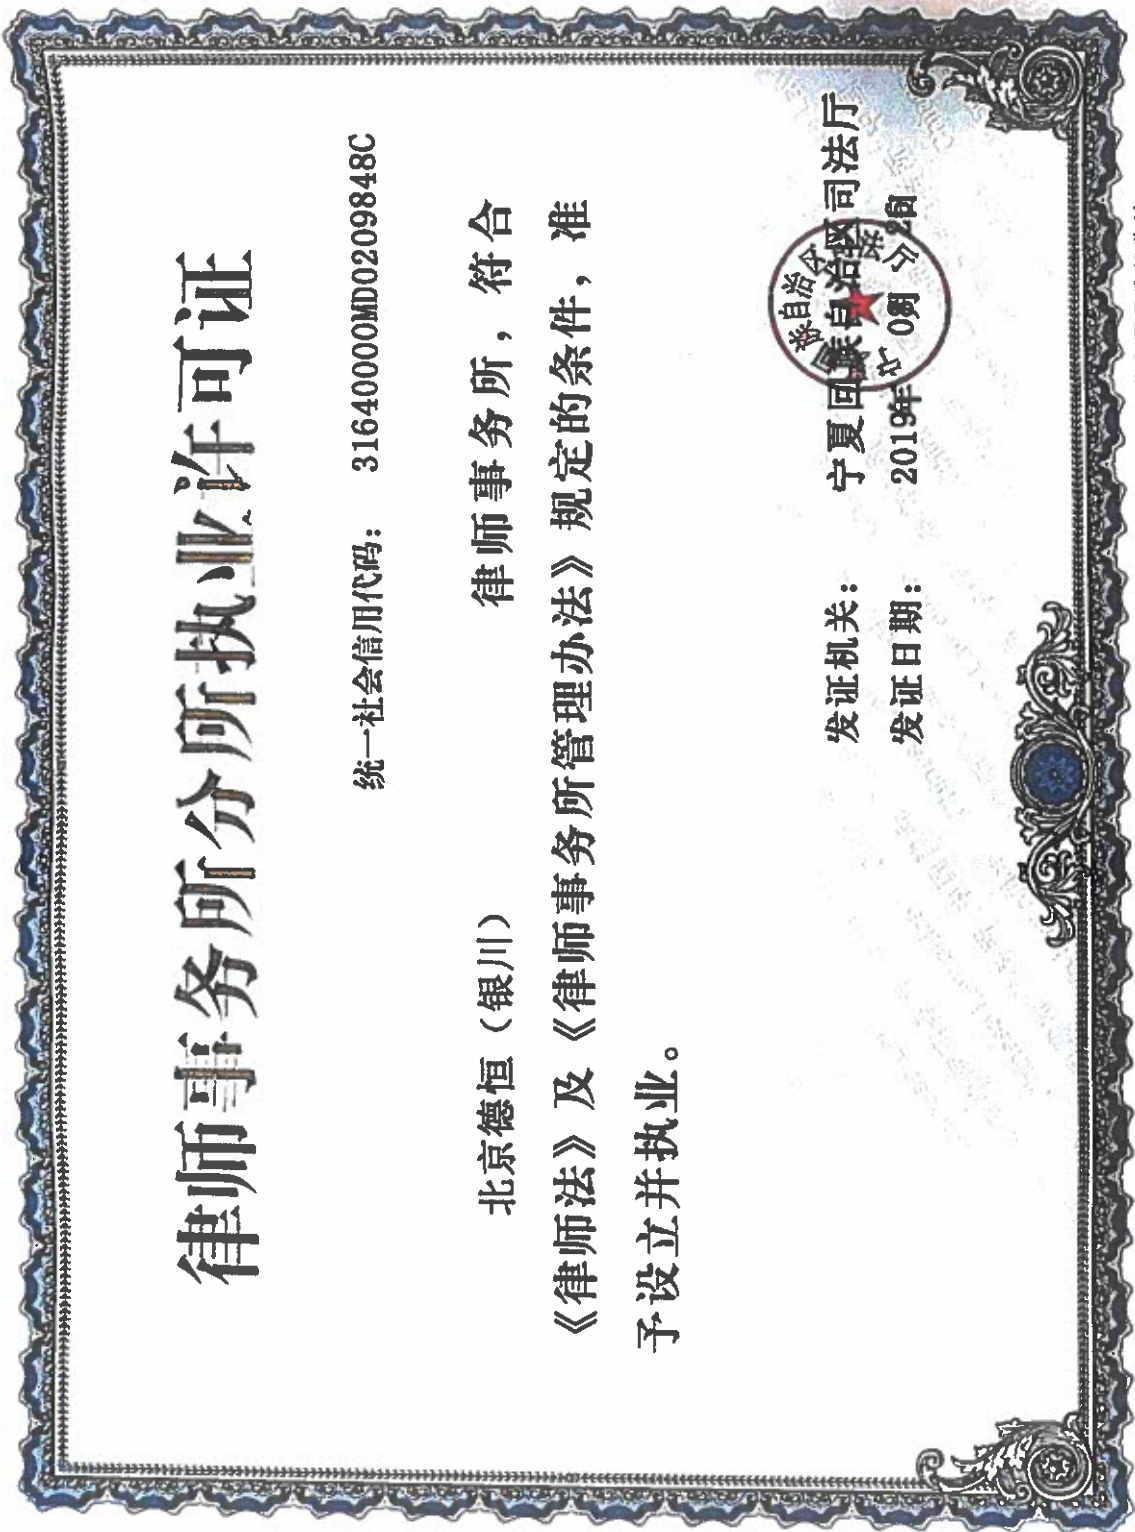 律师事务所分所执业许可证
统一社会信用代码： 31640000MD0209848C
北京德恒（银川） 律师事务所，符合
《律师法》及《律师事务所管理办法》规定的条件，准
予设立并执业。
发证机关： 宁夏回族自治区司法厅
发证日期： 2019年 08月 日